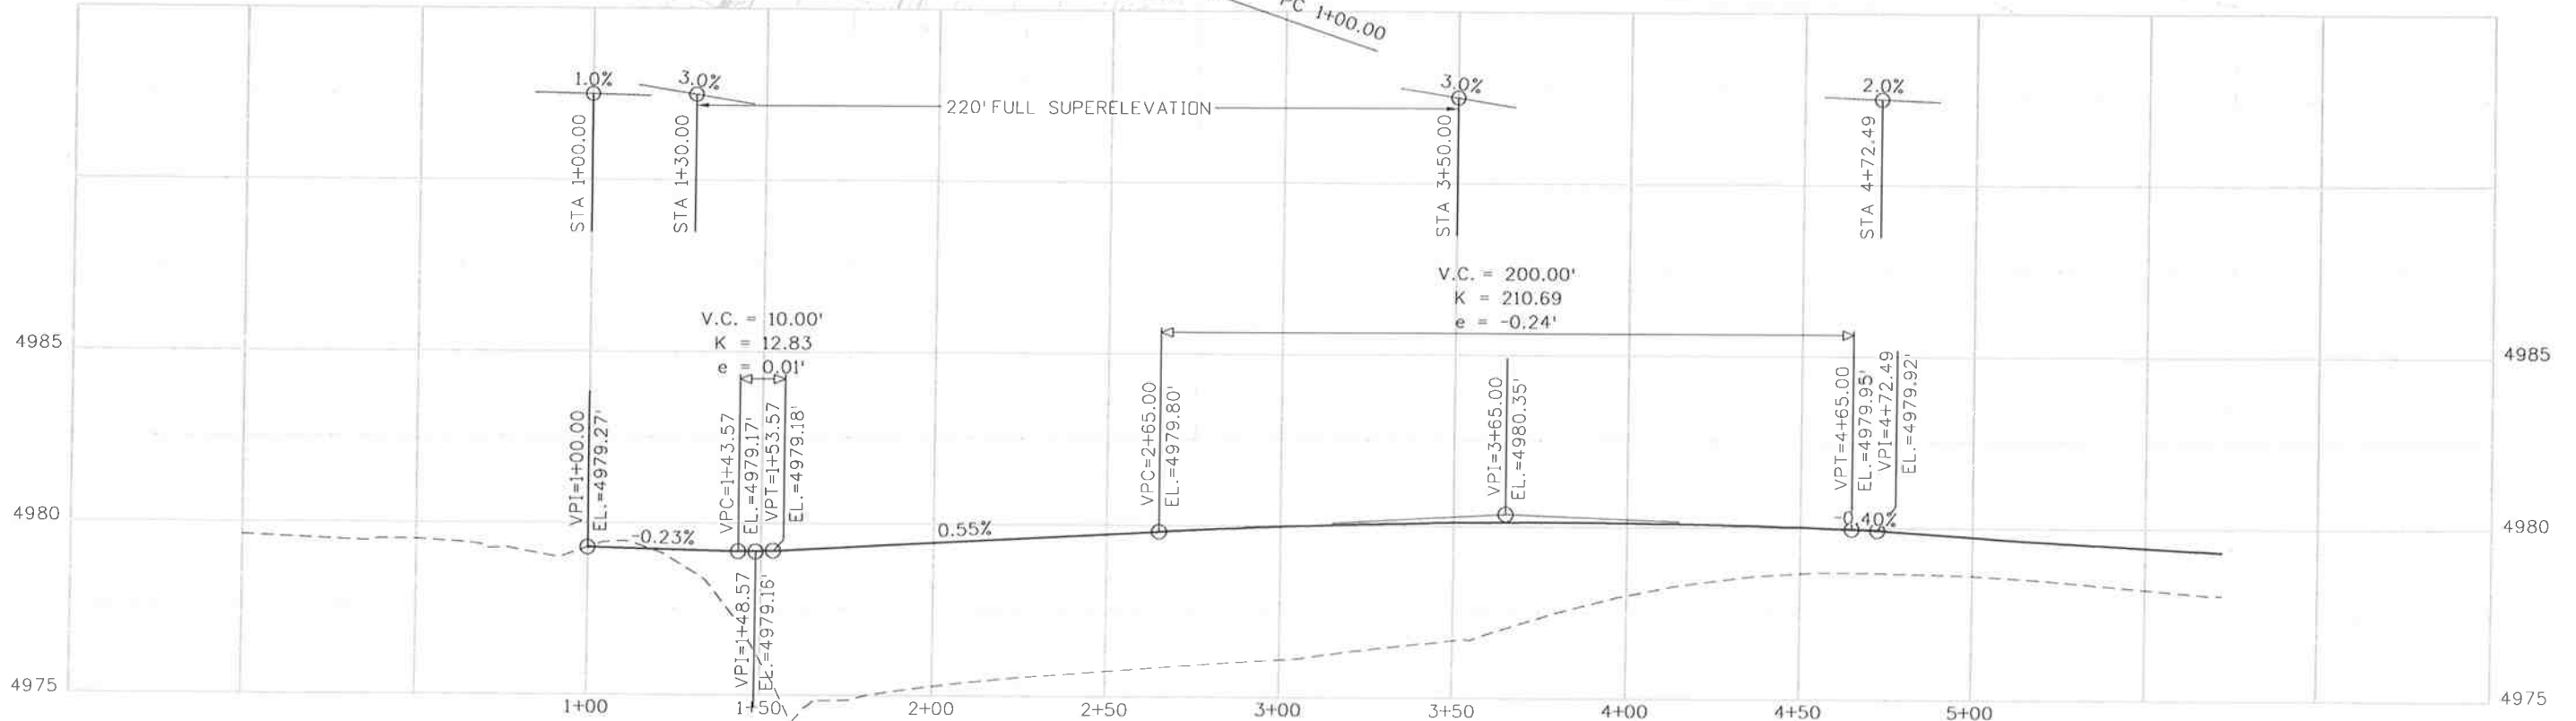 PC 1+00.00
1.0%
3.0%
3.0%
2.0%
220' FULL SUPERELEVATION
STA 1+00.00
STA 1+30.00
STA 3+50.00
STA 4+72.49
V.C. = 10.00'
K = 12.83
e = 0.01'
V.C. = 200.00'
K = 210.69
e = -0.24'
4985
4985
VPI=1+00.00
EL.=4979.27'
VPC=1+43.57
EL.=4979.17'
VPT=1+53.57
EL.=4979.18'
VPC=2+65.00
EL.=4979.80'
VPI=3+65.00
EL.=4980.35'
VPT=4+65.00
EL.=4979.95'
VPI=4+72.49
EL.=4979.92'
4980
-0.23%
0.55%
-0.40%
4980
VPI=1+48.57
EL.=4979.16'
4975
4975
1+00
1+50
2+00
2+50
3+00
3+50
4+00
4+50
5+00